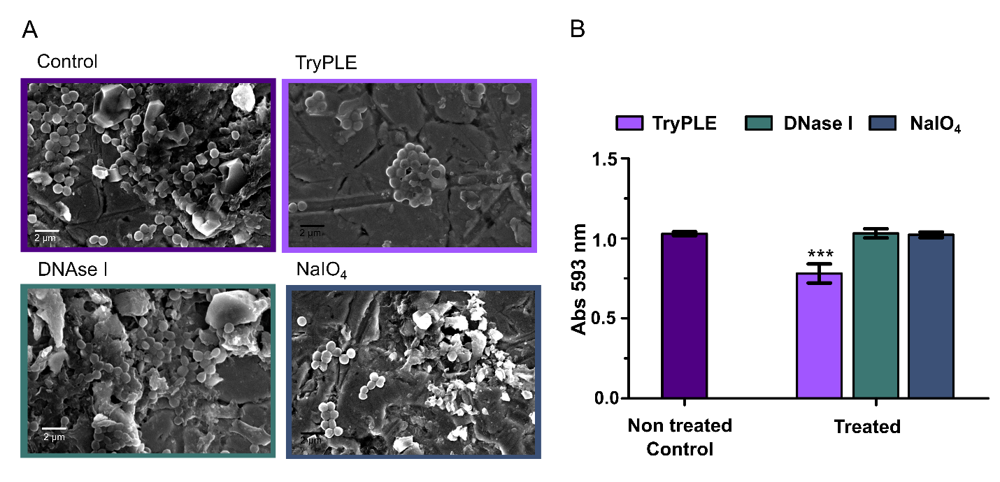 A
B
Control
TryPLE
2 µm
2 µm
DNAse I
NaIO₄
2 µm
2 µm
TryPLE
DNase I
NaIO₄
1.5
1.0
0.5
0.0
Abs 593 nm
***
Non treated
Control
Treated